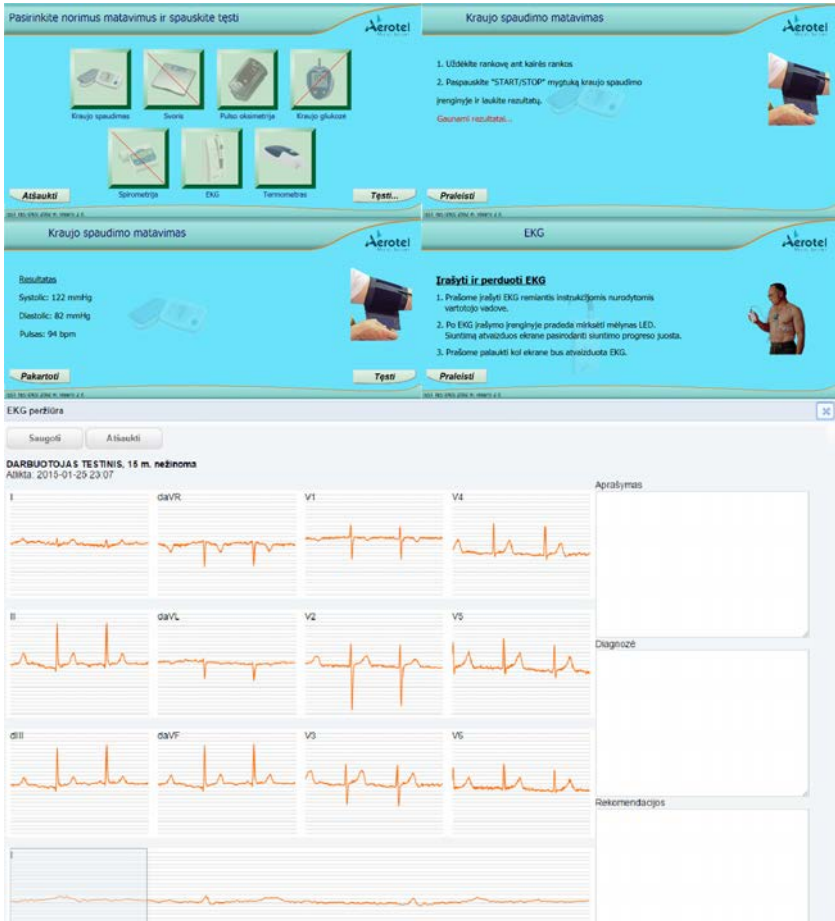 Pasirinkite norimus matavimus ir spauskite tęsti
Aerotel
Kraujo spaudimas
Svoris
Pulso oksimetrija
Kraujo gliukozė
Spirometrija
EKG
Termometras
Atšaukti
Tęsti...
Kraujo spaudimo matavimas
Aerotel
1. Uždėkite rankovę ant kairės rankos
2. Paspauskite "START/STOP" mygtuką kraujo spaudimo
įrenginyje ir laukite rezultatų.
Gaunami rezultatai...
Praleisti
Kraujo spaudimo matavimas
Aerotel
Resultatas
Systolic: 122 mmHg
Diastolic: 82 mmHg
Pulsas: 94 bpm
Pakartoti
Tęsti
EKG
Aerotel
Įrašyti ir perduoti EKG
1. Prašome įrašyti EKG remiantis instrukcijomis nurodytomis
vartotojo vadove.
2. Po EKG įrašymo įrenginyje pradeda mirksėti mėlynas LED.
Siuntimą atvaizduos ekrane pasirodanti siuntimo progreso juosta.
3. Prašome palaukti kol ekrane bus atvaizduota EKG.
Praleisti
EKG peržiūra
Saugoti
Atšaukti
DARBUOTOJAS TESTINIS, 15 m. nežinoma
Atlikta: 2015-01-25 23:07
I
daVR
V1
V4
Aprašymas
II
daVL
V2
V5
Diagnozė
dIII
daVF
V3
V6
Rekomendacijos
I